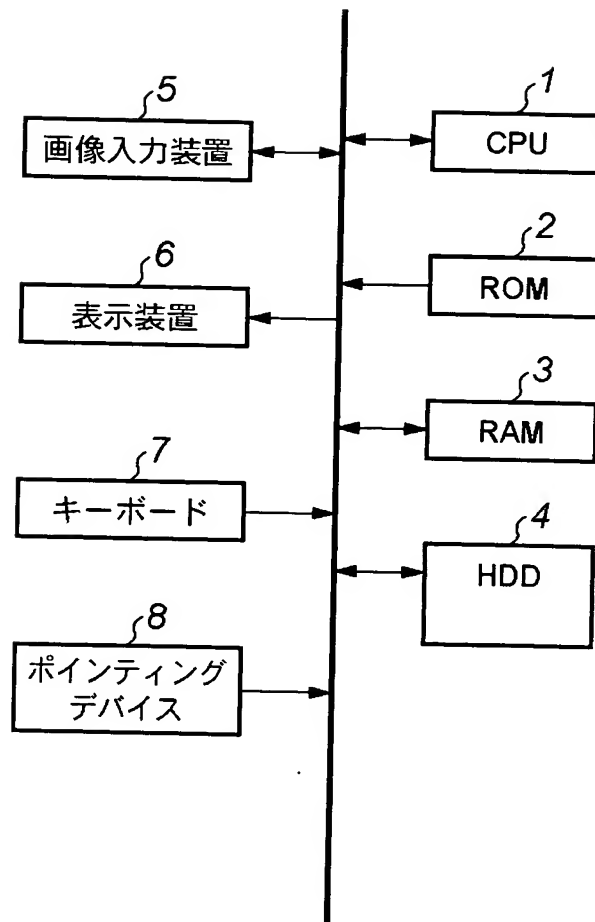 5
画像入力装置
6
表示装置
7
キーボード
8
ポインティング
デバイス
1
CPU
2
ROM
3
RAM
4
HDD